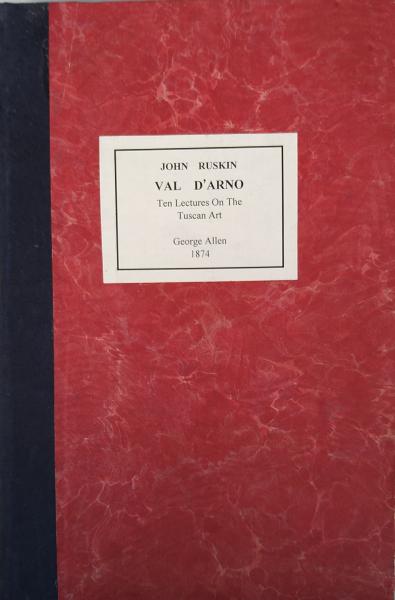 JOHN RUSKIN
VAL D'ARNO
Ten Lectures On The
Tuscan Art
George Allen
1874